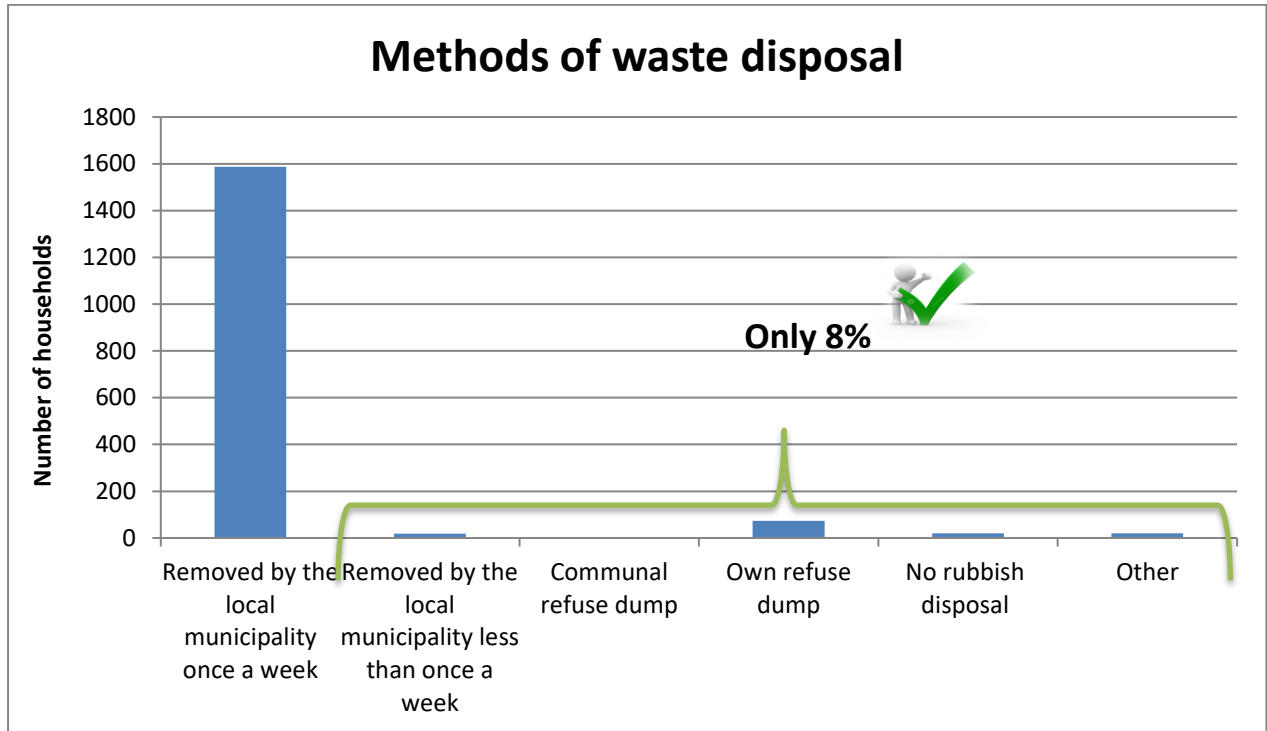 Methods of waste disposal
Number of households
1800
1600
1400
1200
1000
800
600
400
200
0
Only 8%
Removed by the
local
municipality
once a week
Removed by the
local
municipality less
than once a
week
Communal
refuse dump
Own refuse
dump
No rubbish
disposal
Other